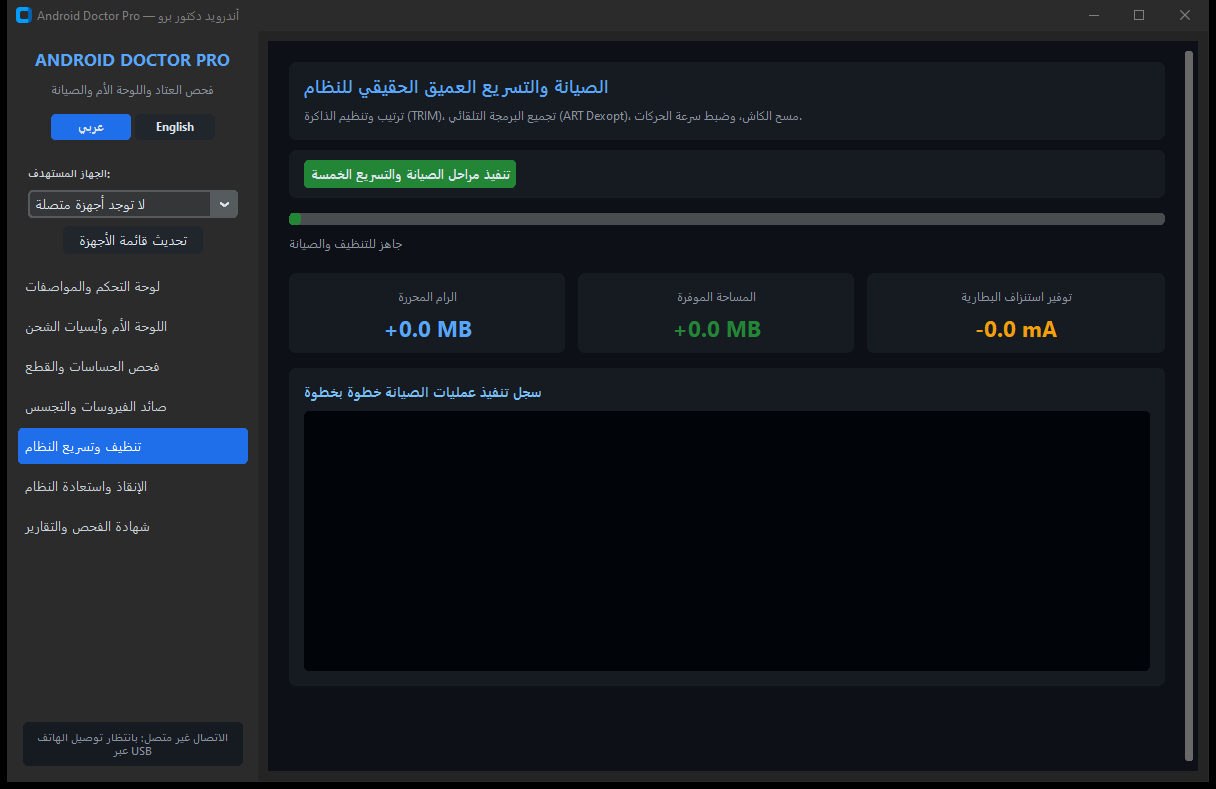 Android Doctor Pro — أندرويد دكتور برو
ANDROID DOCTOR PRO
فحص العتاد واللوحة الأم والصيانة
عربي
English
الجهاز المستهدف:
لا توجد أجهزة متصلة
تحديث قائمة الأجهزة
لوحة التحكم والمواصفات
اللوحة الأم وآيسيات الشحن
فحص الحساسات والقطع
صائد الفيروسات والتجسس
تنظيف وتسريع النظام
الإنقاذ واستعادة النظام
شهادة الفحص والتقارير
الاتصال غير متصل: بانتظار توصيل الهاتف
عبر USB
الصيانة والتسريع العميق الحقيقي للنظام
مسح الكاش، وضبط سرعة الحركات، (ART Dexopt) تجميع البرمجة التلقائي، (TRIM) ترتيب وتنظيم الذاكرة.
تنفيذ مراحل الصيانة والتسريع الخمسة
جاهز للتنظيف والصيانة
الرام المحررة
+0.0 MB
المساحة الموفرة
+0.0 MB
توفير استنزاف البطارية
-0.0 mA
سجل تنفيذ عمليات الصيانة خطوة بخطوة